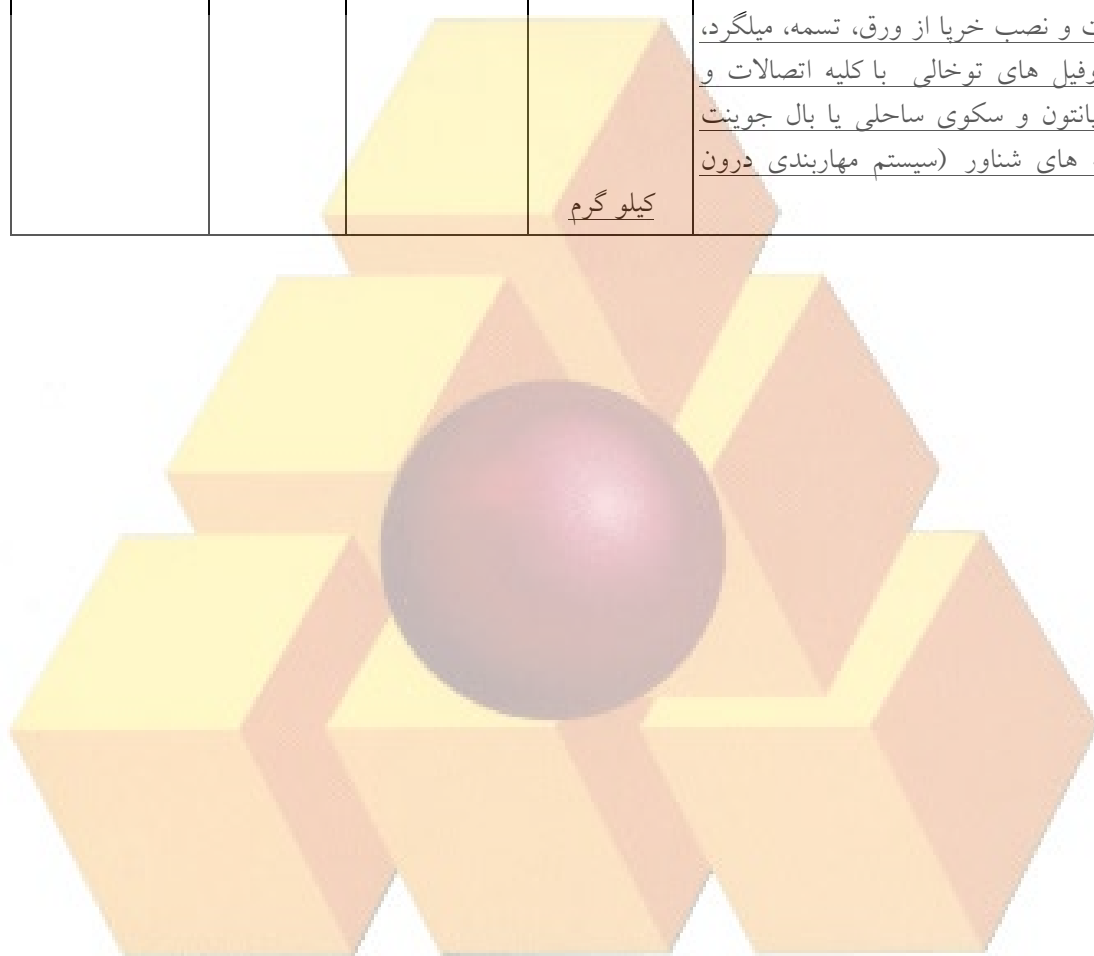 ت و نصب خرپا از ورق، تسمه، میلگرد،
وفیل های توخالی با کلیه اتصالات و
پانتون و سکوی ساحلی یا بال جوینت
های شناور (سیستم مهاربندی درون
کیلو گرم